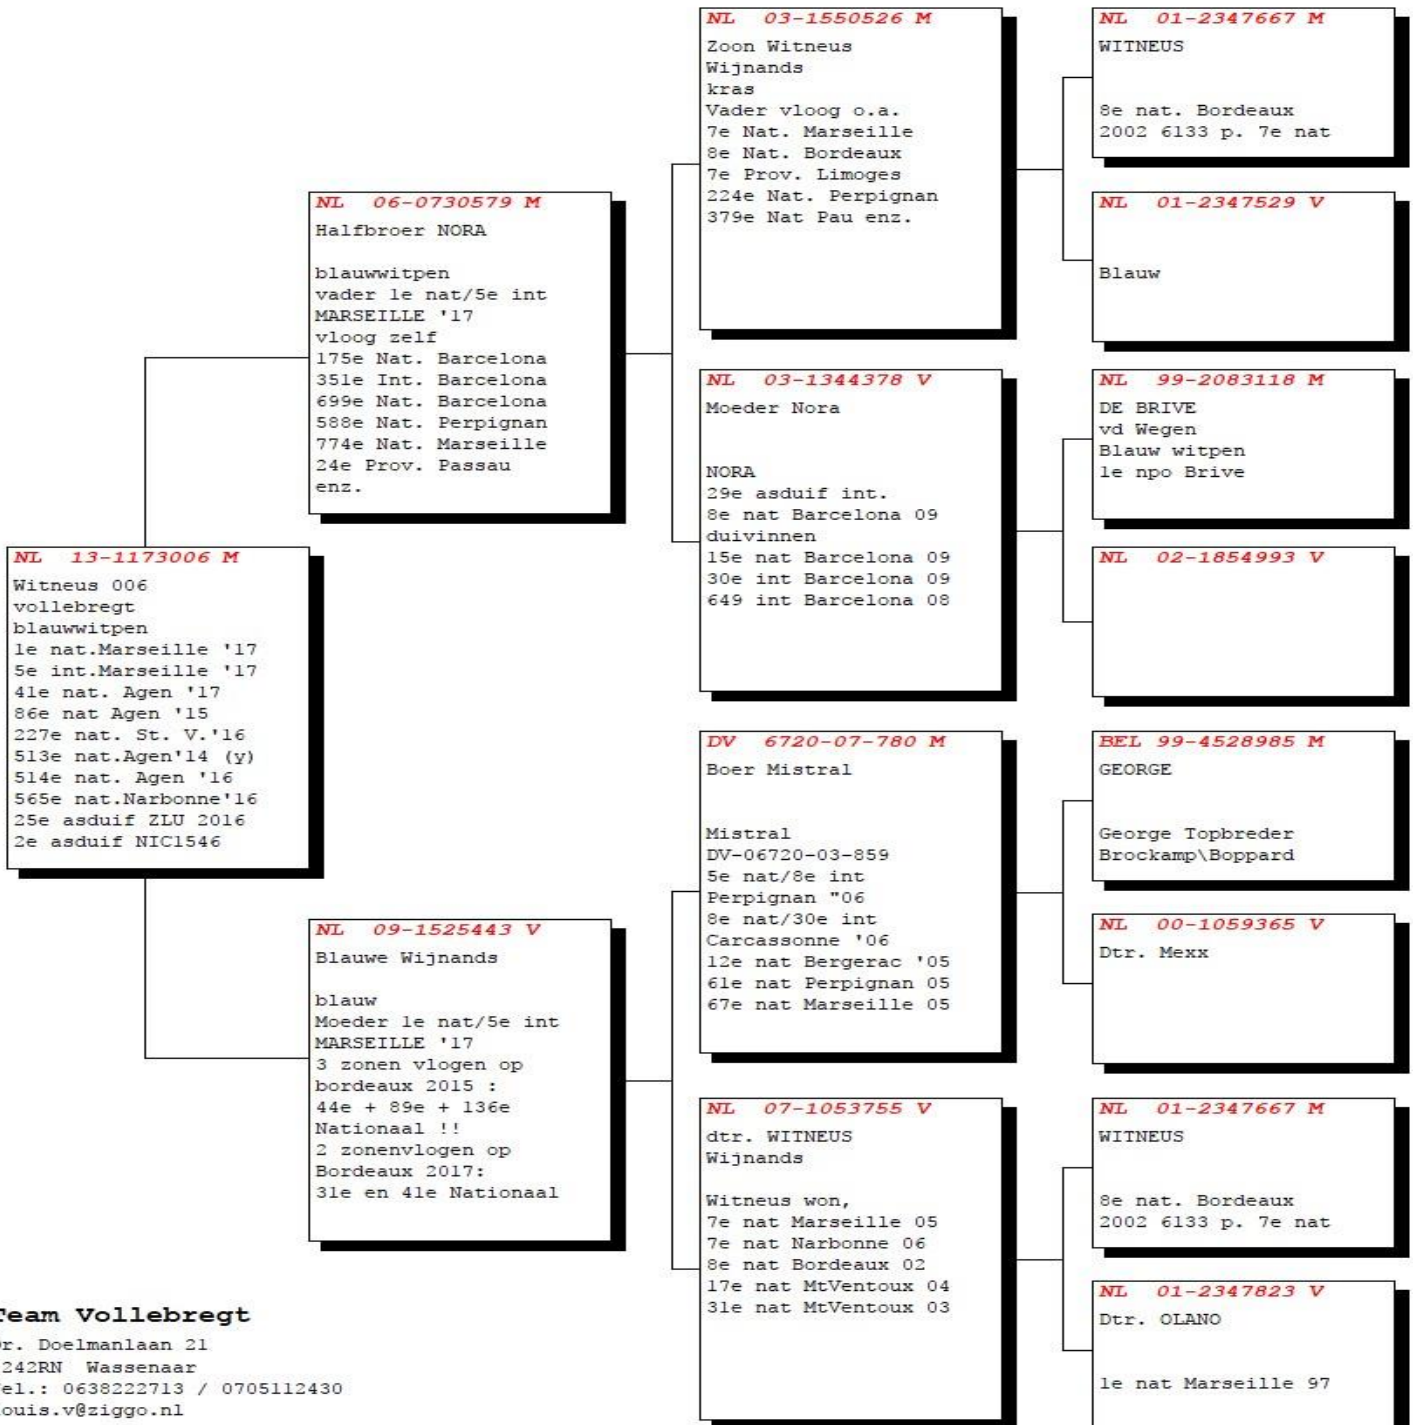 NL 13-1173006 M
Witneus 006
vollebregt
blauwwitpen
1e nat.Marseille '17
5e int.Marseille '17
41e nat. Agen '17
86e nat Agen '15
227e nat. St. V.'16
513e nat.Agen'14 (y)
514e nat. Agen '16
565e nat.Narbonne'16
25e asduif ZLU 2016
2e asduif NIC1546
NL 06-0730579 M
Halfbroer NORA
blauwwitpen
vader 1e nat/5e int
MARSEILLE '17
vloog zelf
175e Nat. Barcelona
351e Int. Barcelona
699e Nat. Barcelona
588e Nat. Perpignan
774e Nat. Marseille
24e Prov. Passau
enz.
NL 09-1525443 V
Blauwe Wijnands
blauw
Moeder 1e nat/5e int
MARSEILLE '17
3 zonen vlogen op
bordeaux 2015 :
44e + 89e + 136e
Nationaal !!
2 zonenvlogen op
Bordeaux 2017:
31e en 41e Nationaal
NL 03-1550526 M
Zoon Witneus
Wijnands
kras
Vader vloog o.a.
7e Nat. Marseille
8e Nat. Bordeaux
7e Prov. Limoges
224e Nat. Perpignan
379e Nat Pau enz.
NL 03-1344378 V
Moeder Nora
NORA
29e asduif int.
8e nat Barcelona 09
duivinnen
15e nat Barcelona 09
30e int Barcelona 09
649 int Barcelona 08
DV 6720-07-780 M
Boer Mistral
Mistral
DV-06720-03-859
5e nat/8e int
Perpignan "06
8e nat/30e int
Carcassonne '06
12e nat Bergerac '05
61e nat Perpignan 05
67e nat Marseille 05
NL 07-1053755 V
dtr. WITNEUS
Wijnands
Witneus won,
7e nat Marseille 05
7e nat Narbonne 06
8e nat Bordeaux 02
17e nat MtVentoux 04
31e nat MtVentoux 03
NL 01-2347667 M
WITNEUS
8e nat. Bordeaux
2002 6133 p. 7e nat
NL 01-2347529 V
Blauw
NL 99-2083118 M
DE BRIVE
vd Wegen
Blauw witpen
1e npo Brive
NL 02-1854993 V
BEL 99-4528985 M
GEORGE
George Topbreder
Brockamp\Boppard
NL 00-1059365 V
Dtr. Mexx
NL 01-2347667 M
WITNEUS
8e nat. Bordeaux
2002 6133 p. 7e nat
NL 01-2347823 V
Dtr. OLANO
1e nat Marseille 97
Team Vollebregt
Dr. Doelmanlaan 21
242RN Wassenaar
Tel.: 0638222713 / 0705112430
louis.v@ziggo.nl